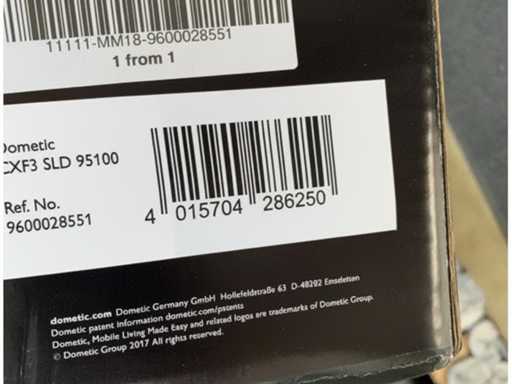 11111-MM18-9600028551
1 from 1
Dometic
CXF3 SLD 95100
Ref. No.
9600028551
4 015704 286250
dometic.com Dometic Germany GmbH Hollefeldstraße 63 D-48282 Emsdetten
Dometic patent information dometic.com/patents
Dometic, Mobile Living Made Easy and related logos are trademarks of Dometic Group.
© Dometic Group 2017 All rights reserved.